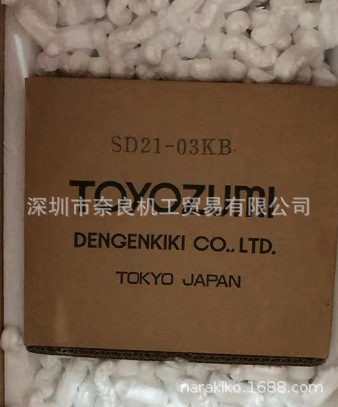 SD21-03KB
TOYOZUMI
深圳市奈良机工贸易有限公司
DENGENKIKI CO.,LTD.
TOKYO JAPAN
narakiko.1688.com